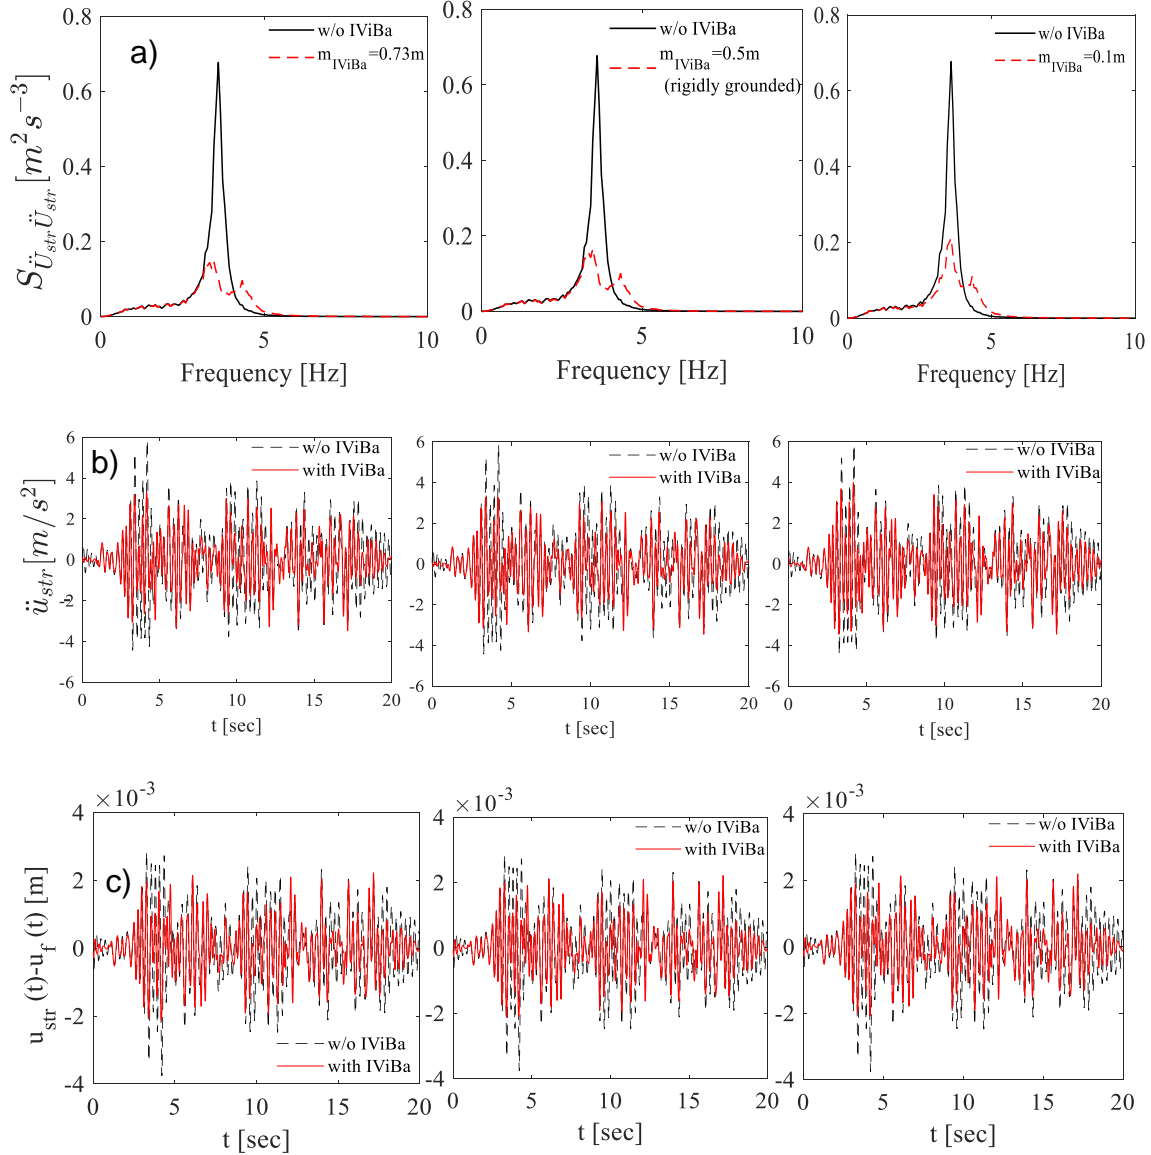 a)
0.8
0.6
0.4
0.2
0
0 5 10
w/o IViBa
m_IViBa=0.73m
S_Ü_str Ü_str [m² s⁻³]
Frequency [Hz]
0.8
0.6
0.4
0.2
0
0 5 10
w/o IViBa
m_IViBa=0.5m
(rigidly grounded)
Frequency [Hz]
0.8
0.6
0.4
0.2
0
0 5 10
w/o IViBa
m_IViBa=0.1m
Frequency [Hz]
b)
6
4
2
0
-2
-4
-6
0 5 10 15 20
w/o IViBa
with IViBa
ü_str [m/s²]
t [sec]
6
4
2
0
-2
-4
-6
0 5 10 15 20
w/o IViBa
with IViBa
t [sec]
6
4
2
0
-2
-4
-6
0 5 10 15 20
w/o IViBa
with IViBa
t [sec]
c)
×10⁻³
4
2
0
-2
-4
0 5 10 15 20
w/o IViBa
with IViBa
u_str(t)-u_f(t) [m]
t [sec]
×10⁻³
4
2
0
-2
-4
0 5 10 15 20
w/o IViBa
with IViBa
t [sec]
×10⁻³
4
2
0
-2
-4
0 5 10 15 20
w/o IViBa
with IViBa
t [sec]